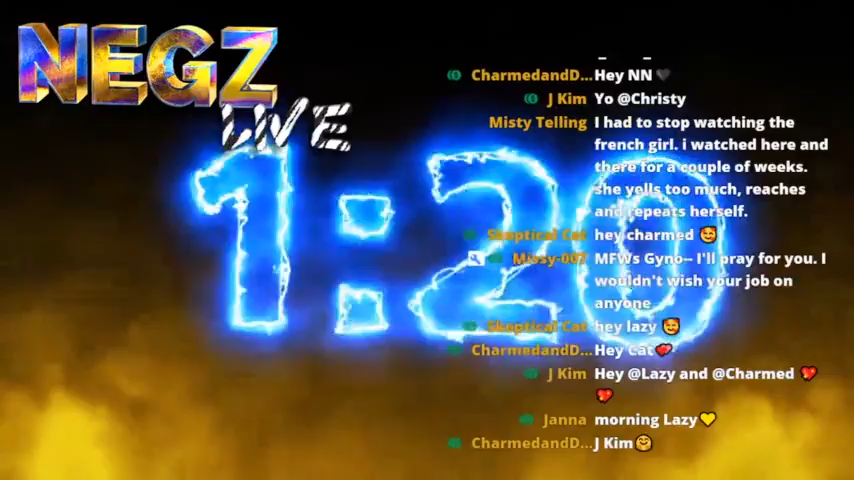 NEGZ
LIVE
1:20
CharmedandD... Hey NN🖤
J Kim Yo @Christy
Misty Telling I had to stop watching the
french girl. i watched here and
there for a couple of weeks.
she yells too much, reaches
and repeats herself.
Skeptical Cat hey charmed 🥰
Missy-007 MFWs Gyno-- I'll pray for you. I
wouldn't wish your job on
anyone
Skeptical Cat hey lazy 🥰
CharmedandD... Hey Cat💕
J Kim Hey @Lazy and @Charmed 💖
💖
Janna morning Lazy💛
CharmedandD... J Kim🤗